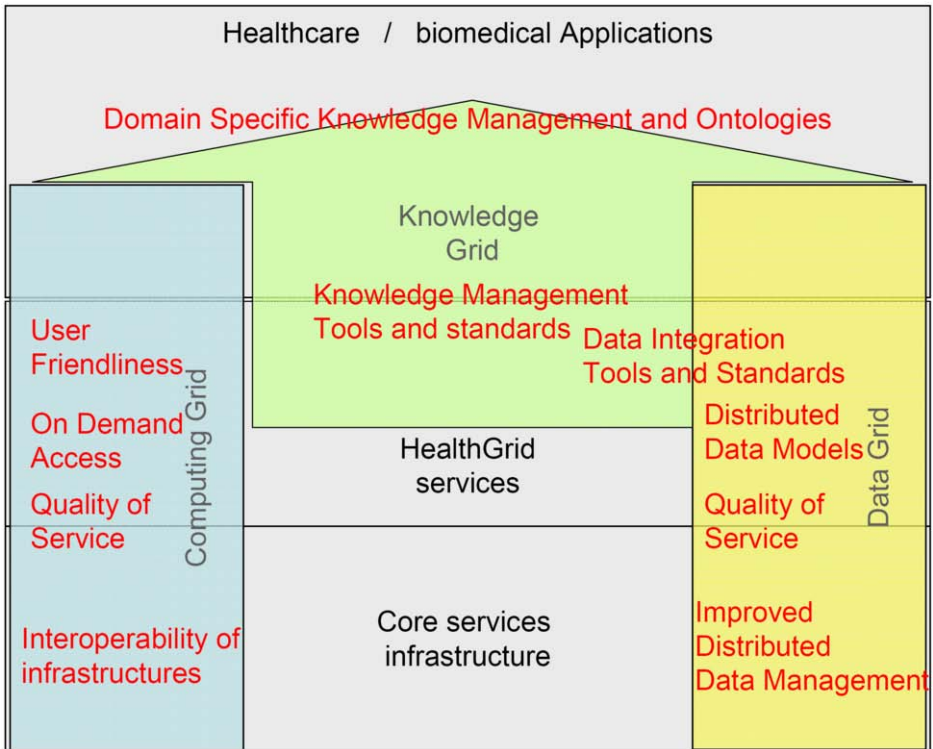 Healthcare / biomedical Applications
Domain Specific Knowledge Management and Ontologies
Knowledge
Grid
Knowledge Management
Tools and standards
User
Friendliness
On Demand
Access
Quality of
Service
Interoperability of
infrastructures
Computing Grid
HealthGrid
services
Core services
infrastructure
Data Integration
Tools and Standards
Distributed
Data Models
Quality of
Service
Improved
Distributed
Data Management
Data Grid